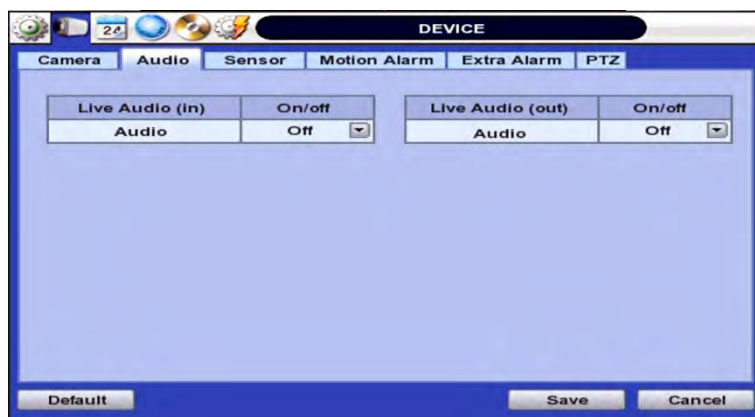 24
DEVICE
Camera Audio Sensor Motion Alarm Extra Alarm PTZ
Live Audio (in) On/off Live Audio (out) On/off
Audio Off Audio Off
Default Save Cancel